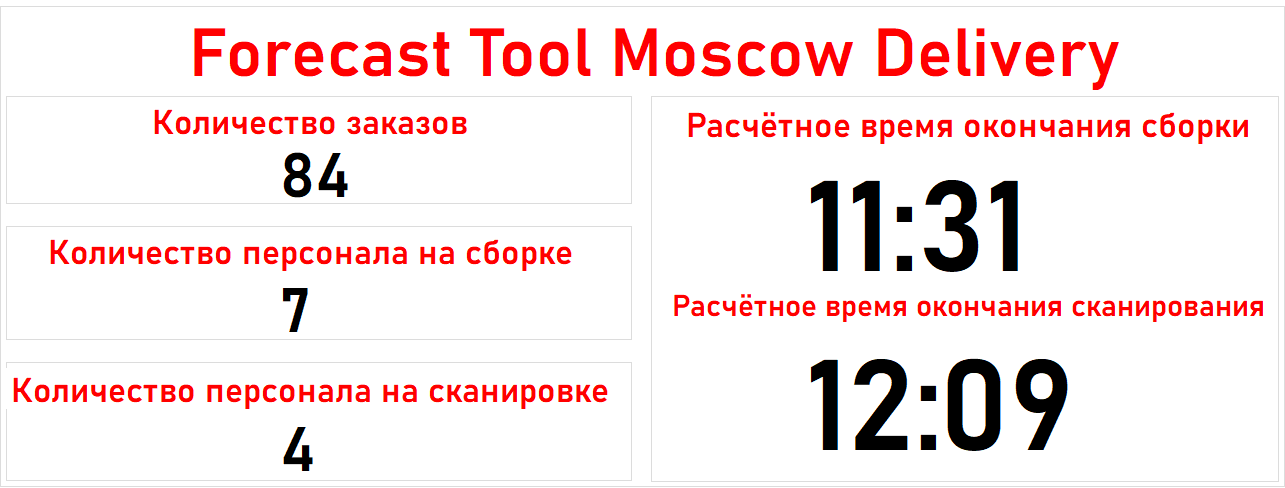 Forecast Tool Moscow Delivery
Количество заказов
84
Количество персонала на сборке
7
Количество персонала на сканировке
4
Расчётное время окончания сборки
11:31
Расчётное время окончания сканирования
12:09